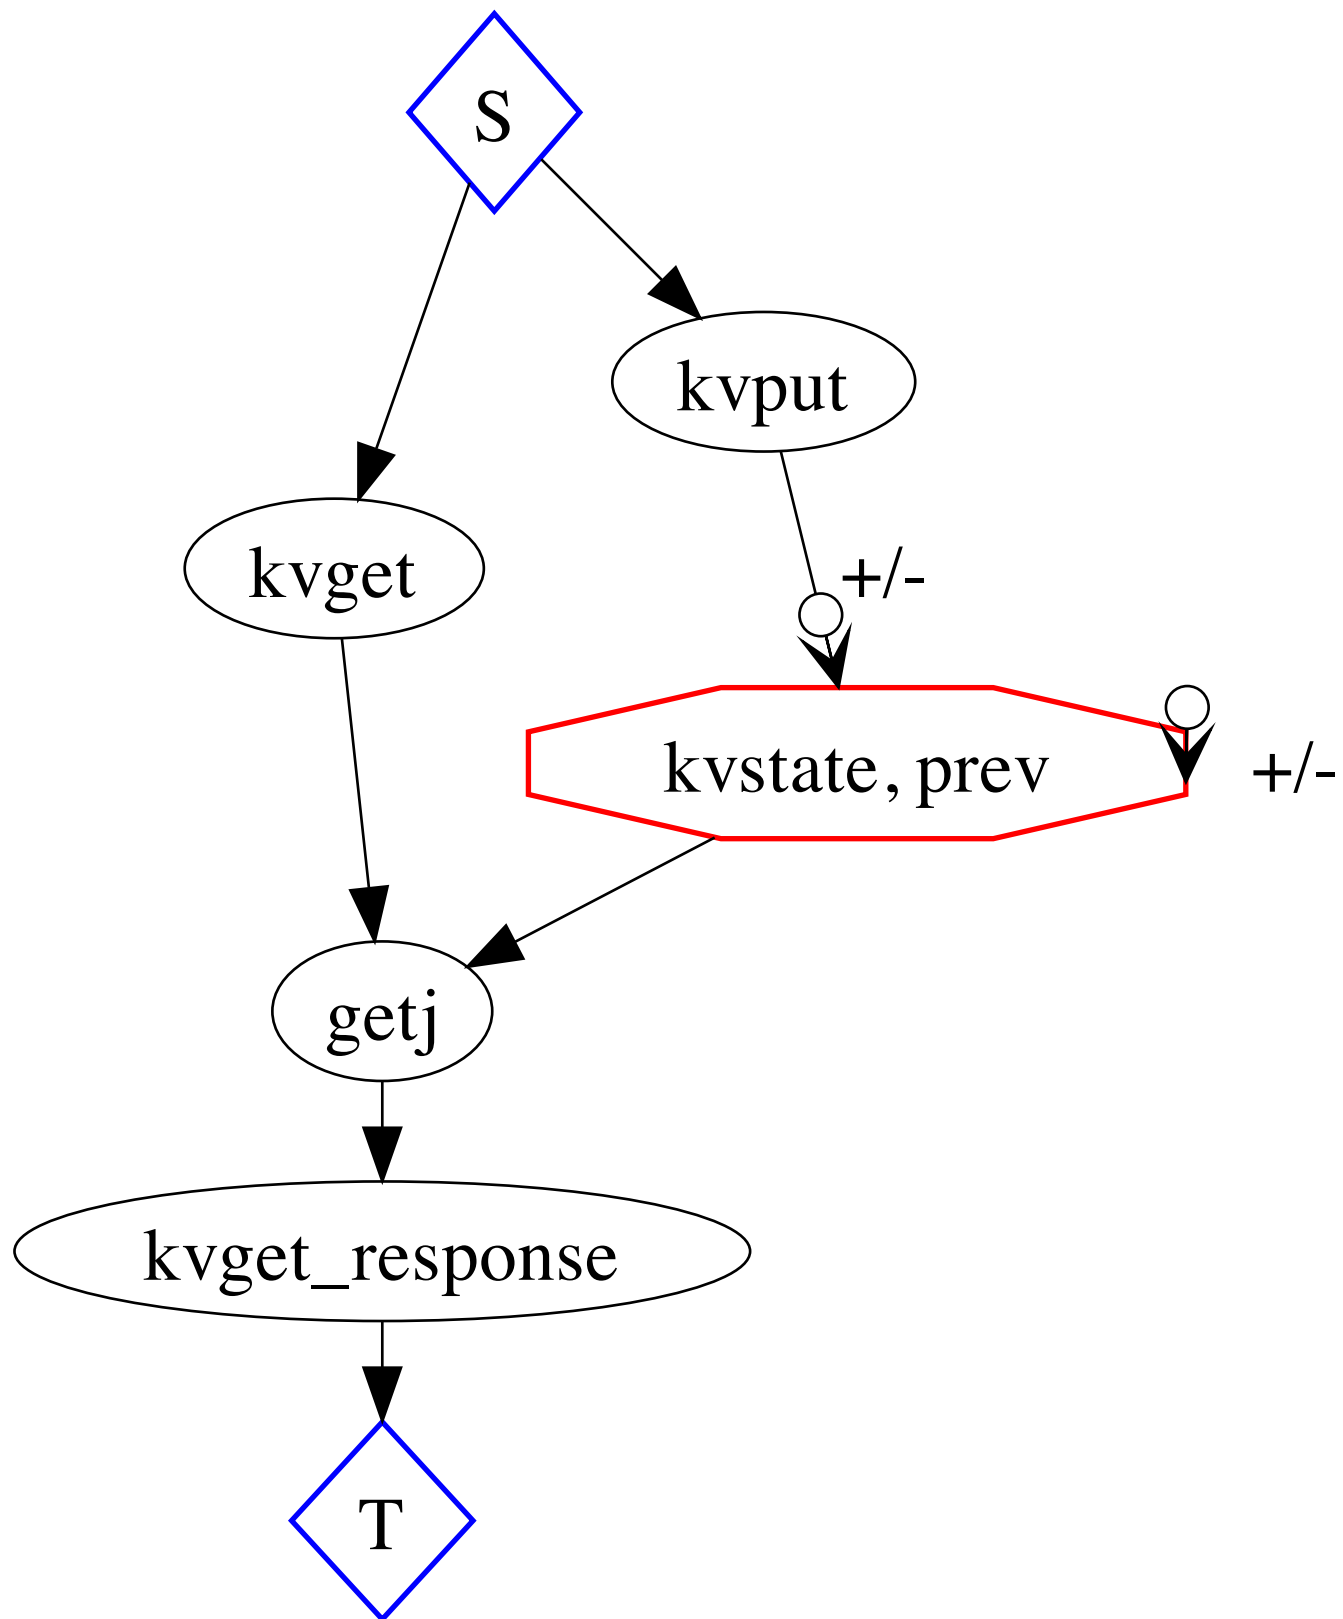 S
kvput
kvget
+/-
kvstate, prev
+/-
getj
kvget_response
T